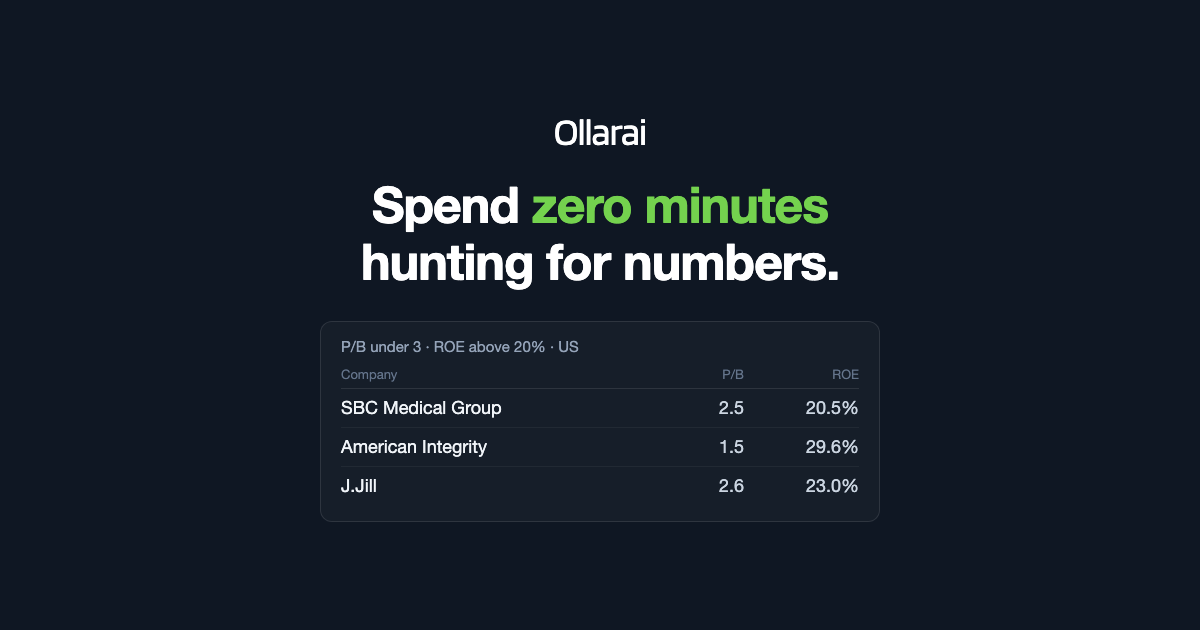 Ollarai
Spend zero minutes
hunting for numbers.
P/B under 3 · ROE above 20% · US
Company P/B ROE
SBC Medical Group 2.5 20.5%
American Integrity 1.5 29.6%
J.Jill 2.6 23.0%